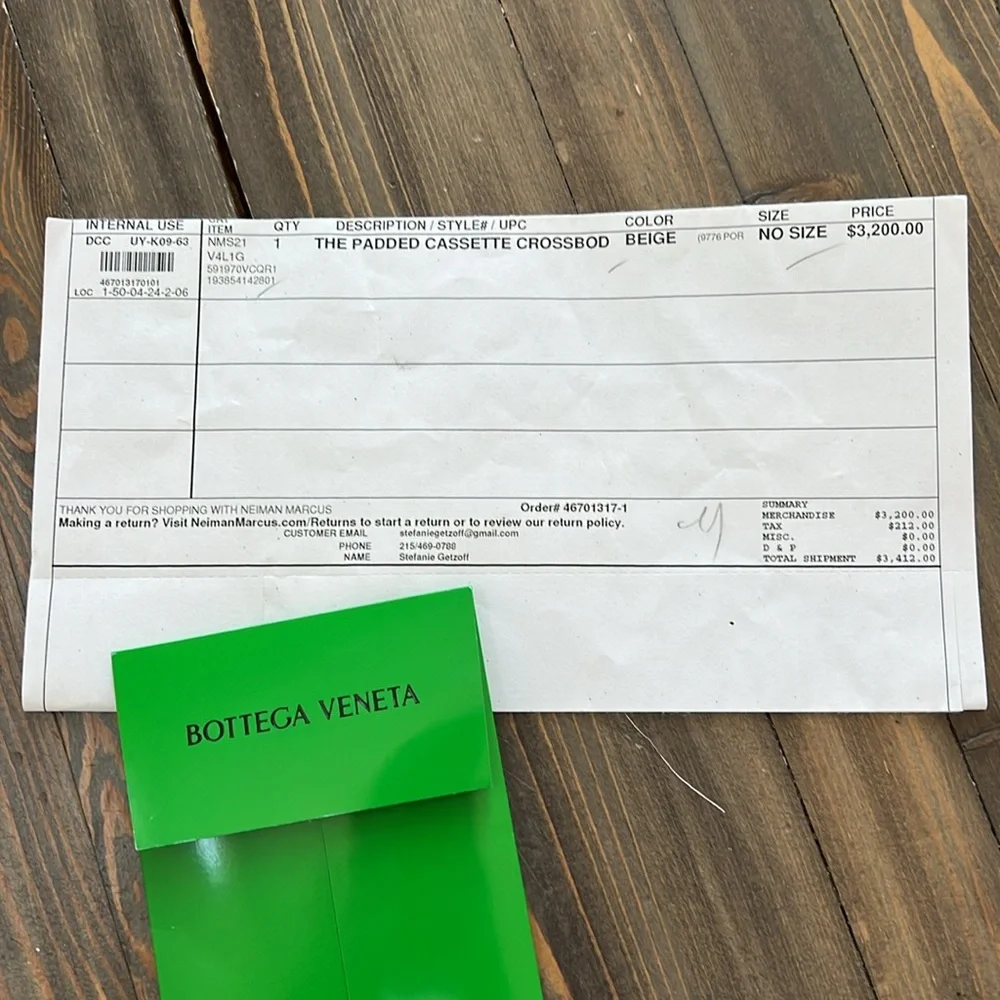 INTERNAL USE CAT QTY DESCRIPTION / STYLE# / UPC COLOR SIZE PRICE
ITEM
DCC UY-K09-63 NMS21 1 THE PADDED CASSETTE CROSSBOD BEIGE (9776 POR NO SIZE $3,200.00
V4L1G
591970VCQR1
467013170101 193854142801
LOC 1-50-04-24-2-06
THANK YOU FOR SHOPPING WITH NEIMAN MARCUS Order# 46701317-1
Making a return? Visit NeimanMarcus.com/Returns to start a return or to review our return policy.
CUSTOMER EMAIL stefaniegetzoff@gmail.com
PHONE 215/469-0788
NAME Stefanie Getzoff
SUMMARY
MERCHANDISE $3,200.00
TAX $212.00
MISC. $0.00
D & P $0.00
TOTAL SHIPMENT $3,412.00
BOTTEGA VENETA